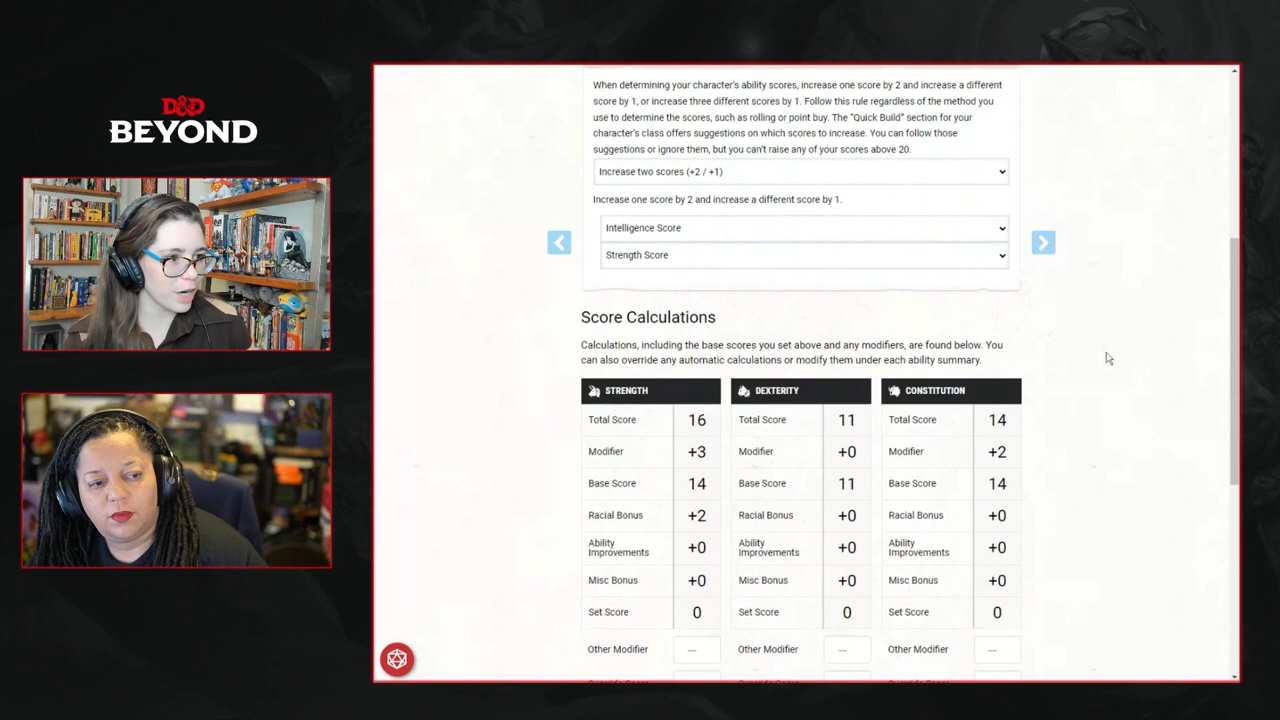 D&D
BEYOND
When determining your character's ability scores, increase one score by 2 and increase a different
score by 1, or increase three different scores by 1. Follow this rule regardless of the method you
use to determine the scores, such as rolling or point buy. The "Quick Build" section for your
character's class offers suggestions on which scores to increase. You can follow those
suggestions or ignore them, but you can't raise any of your scores above 20.
Increase two scores (+2 / +1)
Increase one score by 2 and increase a different score by 1.
Intelligence Score
Strength Score
Score Calculations
Calculations, including the base scores you set above and any modifiers, are found below. You
can also override any automatic calculations or modify them under each ability summary.
STRENGTH DEXTERITY CONSTITUTION
Total Score 16 Total Score 11 Total Score 14
Modifier +3 Modifier +0 Modifier +2
Base Score 14 Base Score 11 Base Score 14
Racial Bonus +2 Racial Bonus +0 Racial Bonus +0
Ability Improvements +0 Ability Improvements +0 Ability Improvements +0
Misc Bonus +0 Misc Bonus +0 Misc Bonus +0
Set Score 0 Set Score 0 Set Score 0
Other Modifier -- Other Modifier -- Other Modifier --